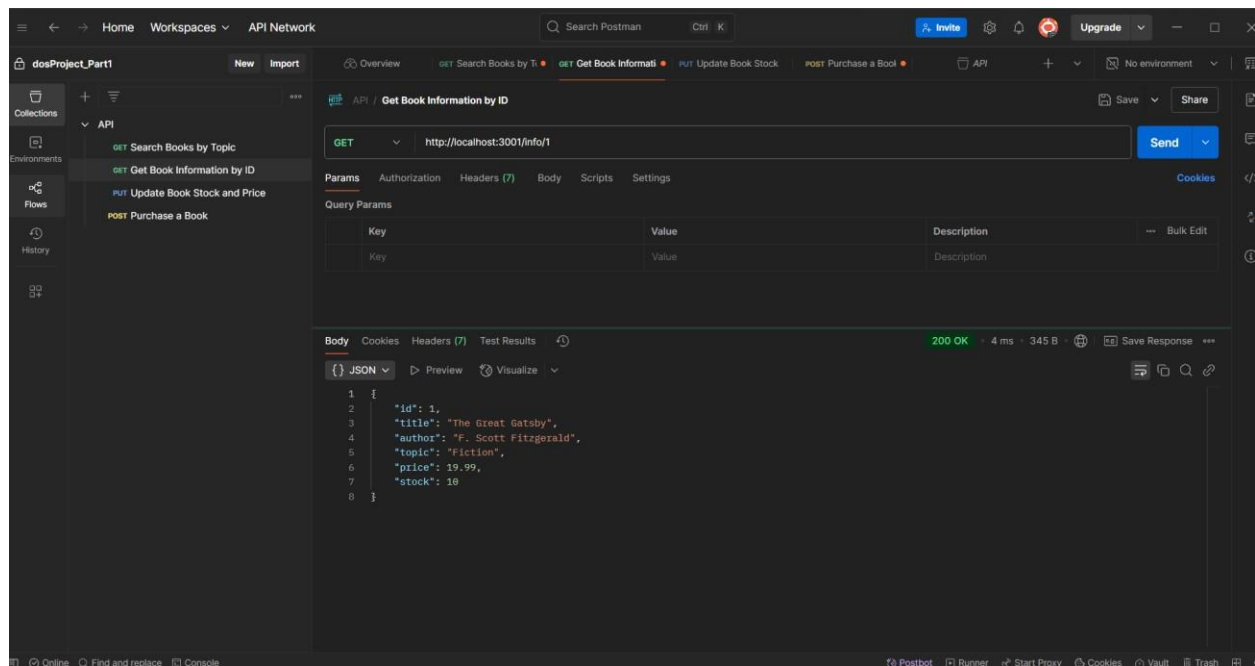 Home Workspaces API Network Search Postman Ctrl K Invite Upgrade
dosProject_Part1 New Import Overview GET Search Books by To GET Get Book Informati PUT Update Book Stock POST Purchase a Bool API No environment
Collections
Environments
Flows
History
API
GET Search Books by Topic
GET Get Book Information by ID
PUT Update Book Stock and Price
POST Purchase a Book
API / Get Book Information by ID Save Share
GET http://localhost:3001/info/1 Send
Params Authorization Headers (7) Body Scripts Settings Cookies
Query Params
Key Value Description Bulk Edit
Key Value Description
Body Cookies Headers (7) Test Results 200 OK 4 ms 345 B Save Response
{} JSON Preview Visualize
1 {
2 "id": 1,
3 "title": "The Great Gatsby",
4 "author": "F. Scott Fitzgerald",
5 "topic": "Fiction",
6 "price": 19.99,
7 "stock": 10
8 }
Online Find and replace Console Postbot Runner Start Proxy Cookies Vault Trash